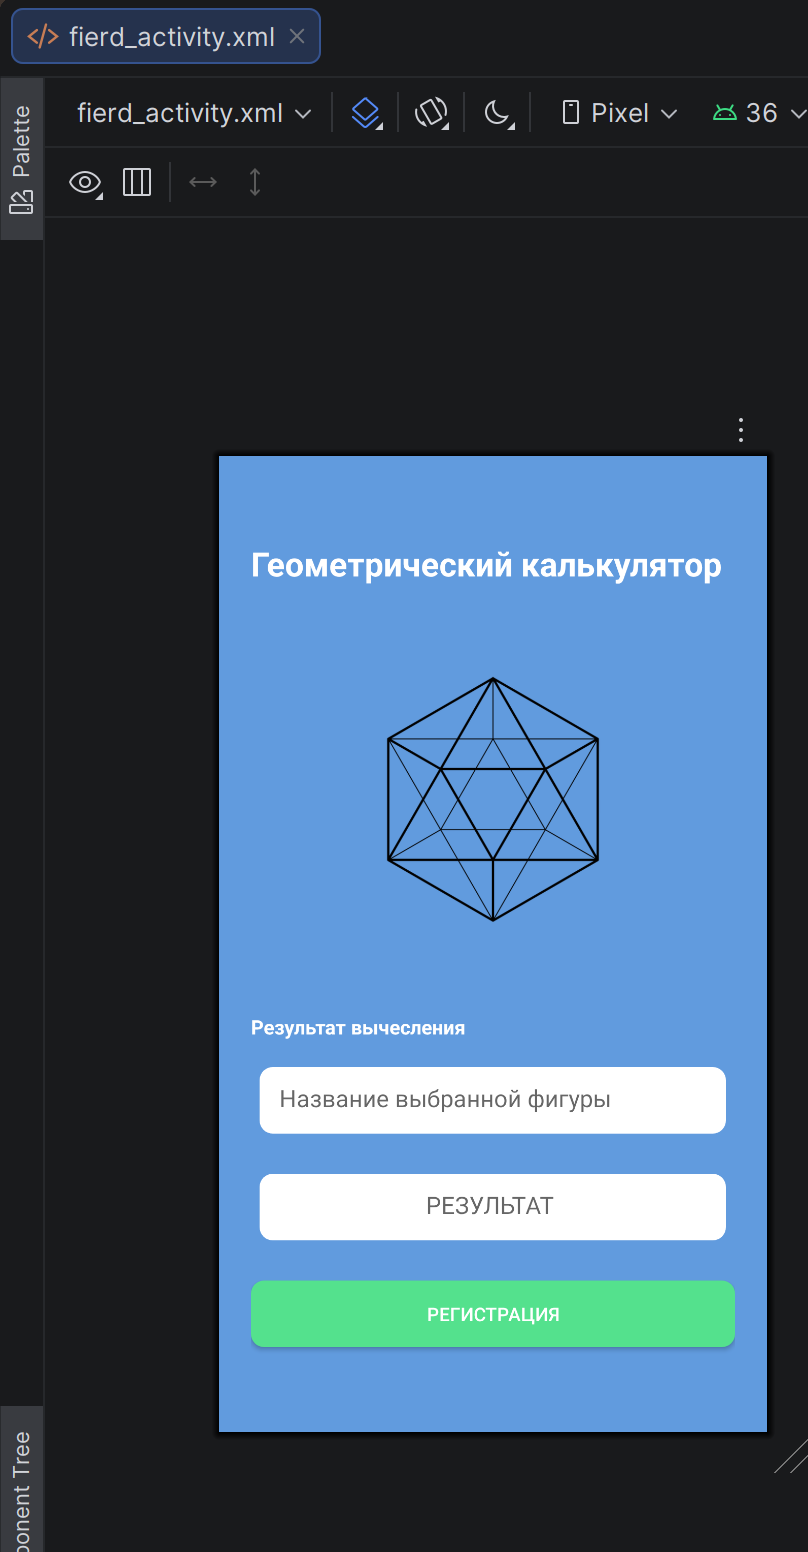 fierd_activity.xml
fierd_activity.xml
Pixel
36
Palette
Геометрический калькулятор
Результат вычесления
Название выбранной фигуры
РЕЗУЛЬТАТ
РЕГИСТРАЦИЯ
ponent Tree